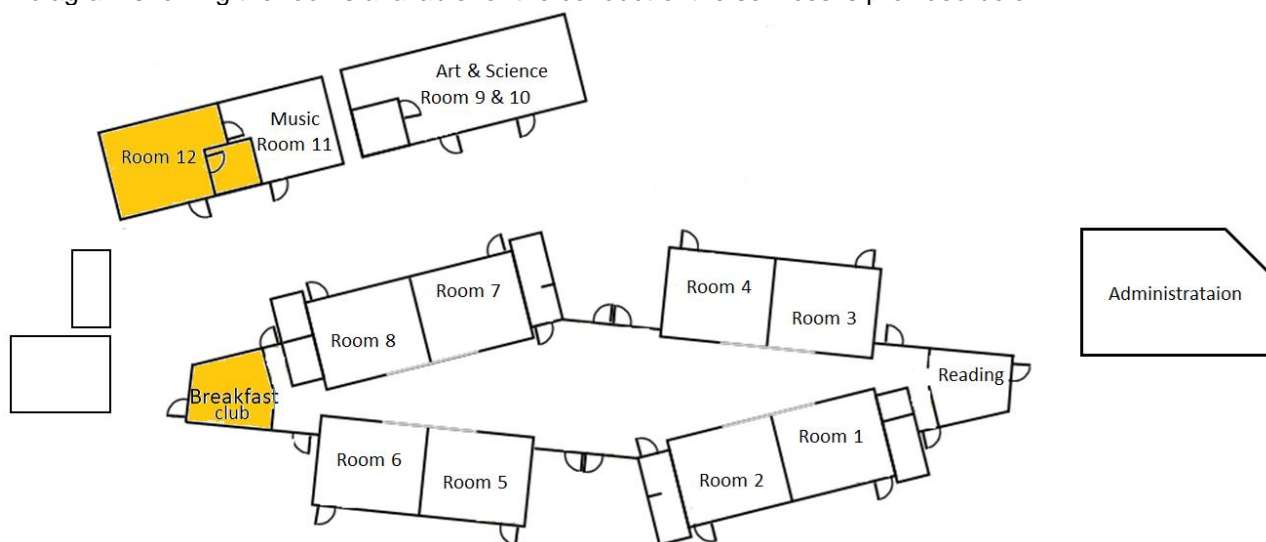 Art & Science
Room 9 & 10
Music
Room 11
Room 12
Room 7
Room 8
Room 4
Room 3
Administrataion
Breakfast
club
Reading
Room 6
Room 5
Room 1
Room 2